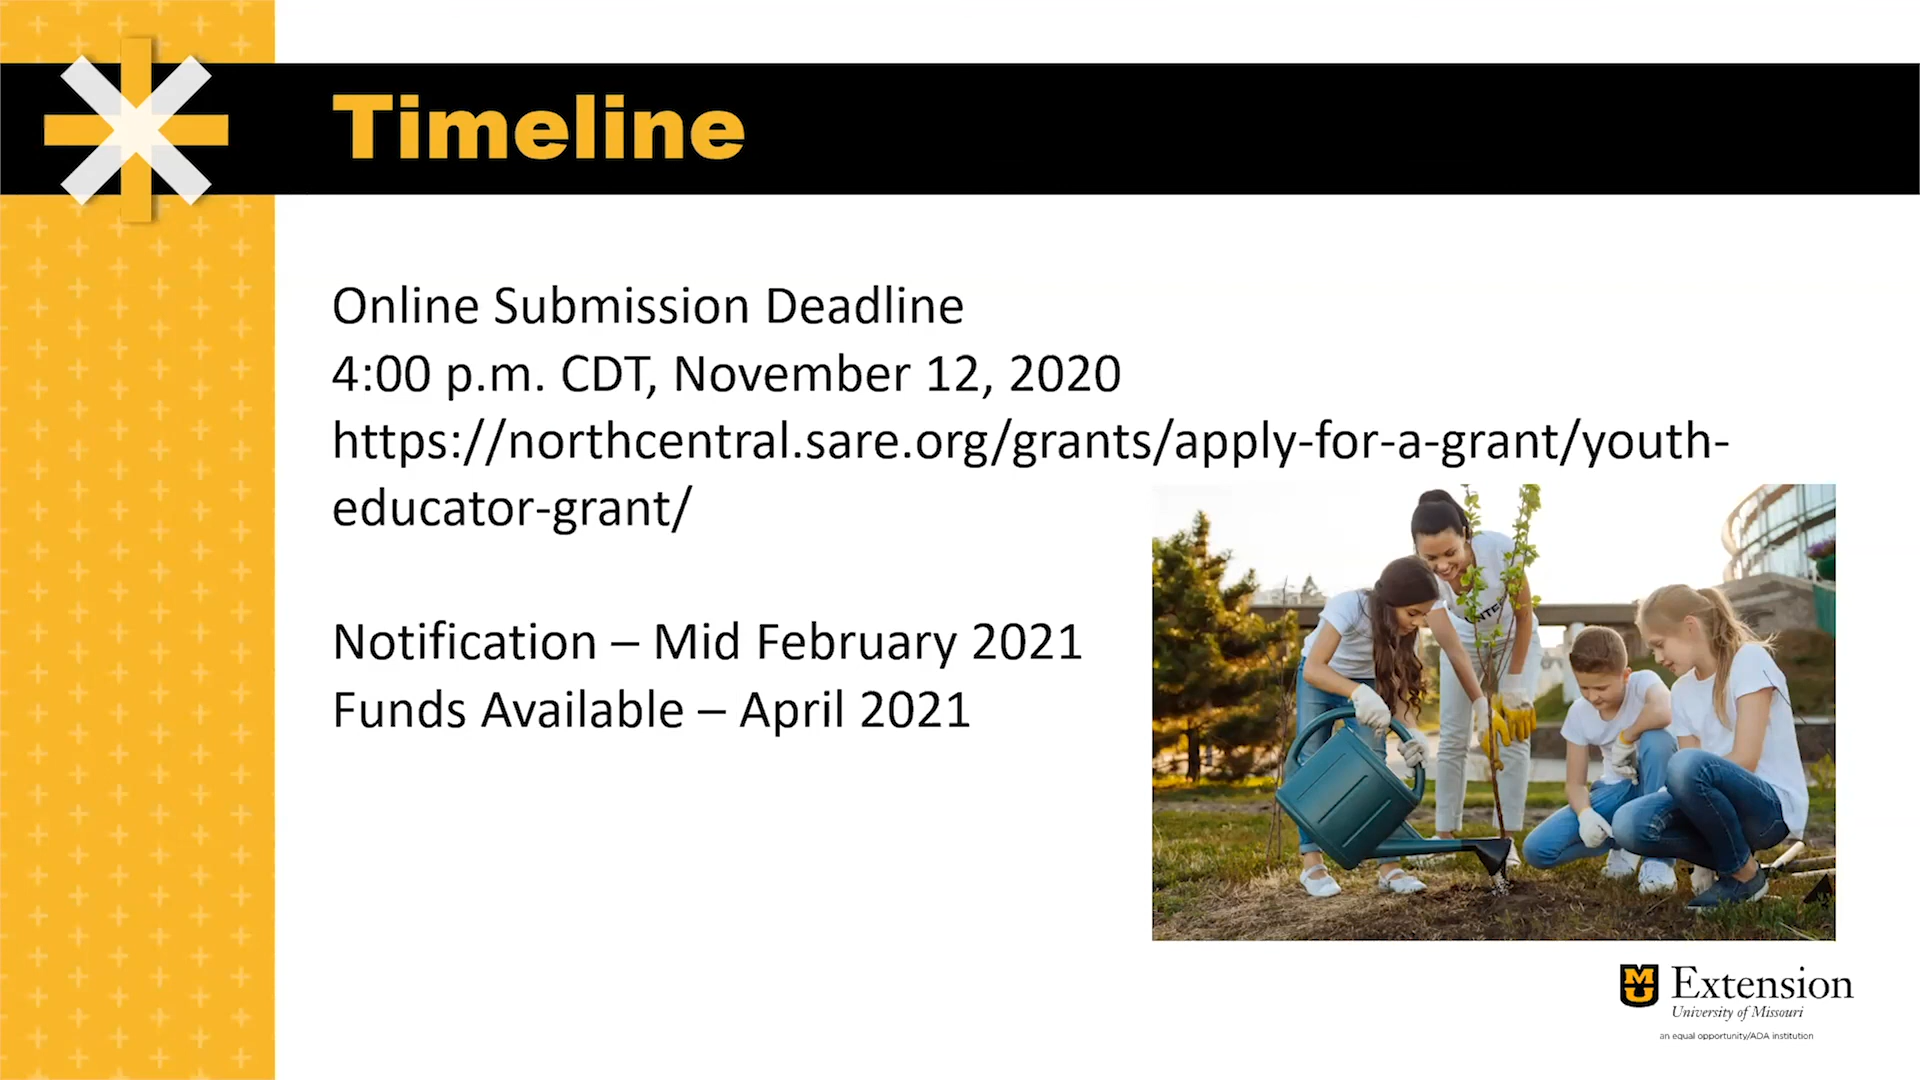 Timeline
Online Submission Deadline
4:00 p.m. CDT, November 12, 2020
https://northcentral.sare.org/grants/apply-for-a-grant/youth-
educator-grant/
Notification – Mid February 2021
Funds Available – April 2021
MU
Extension
University of Missouri
an equal opportunity/ADA institution